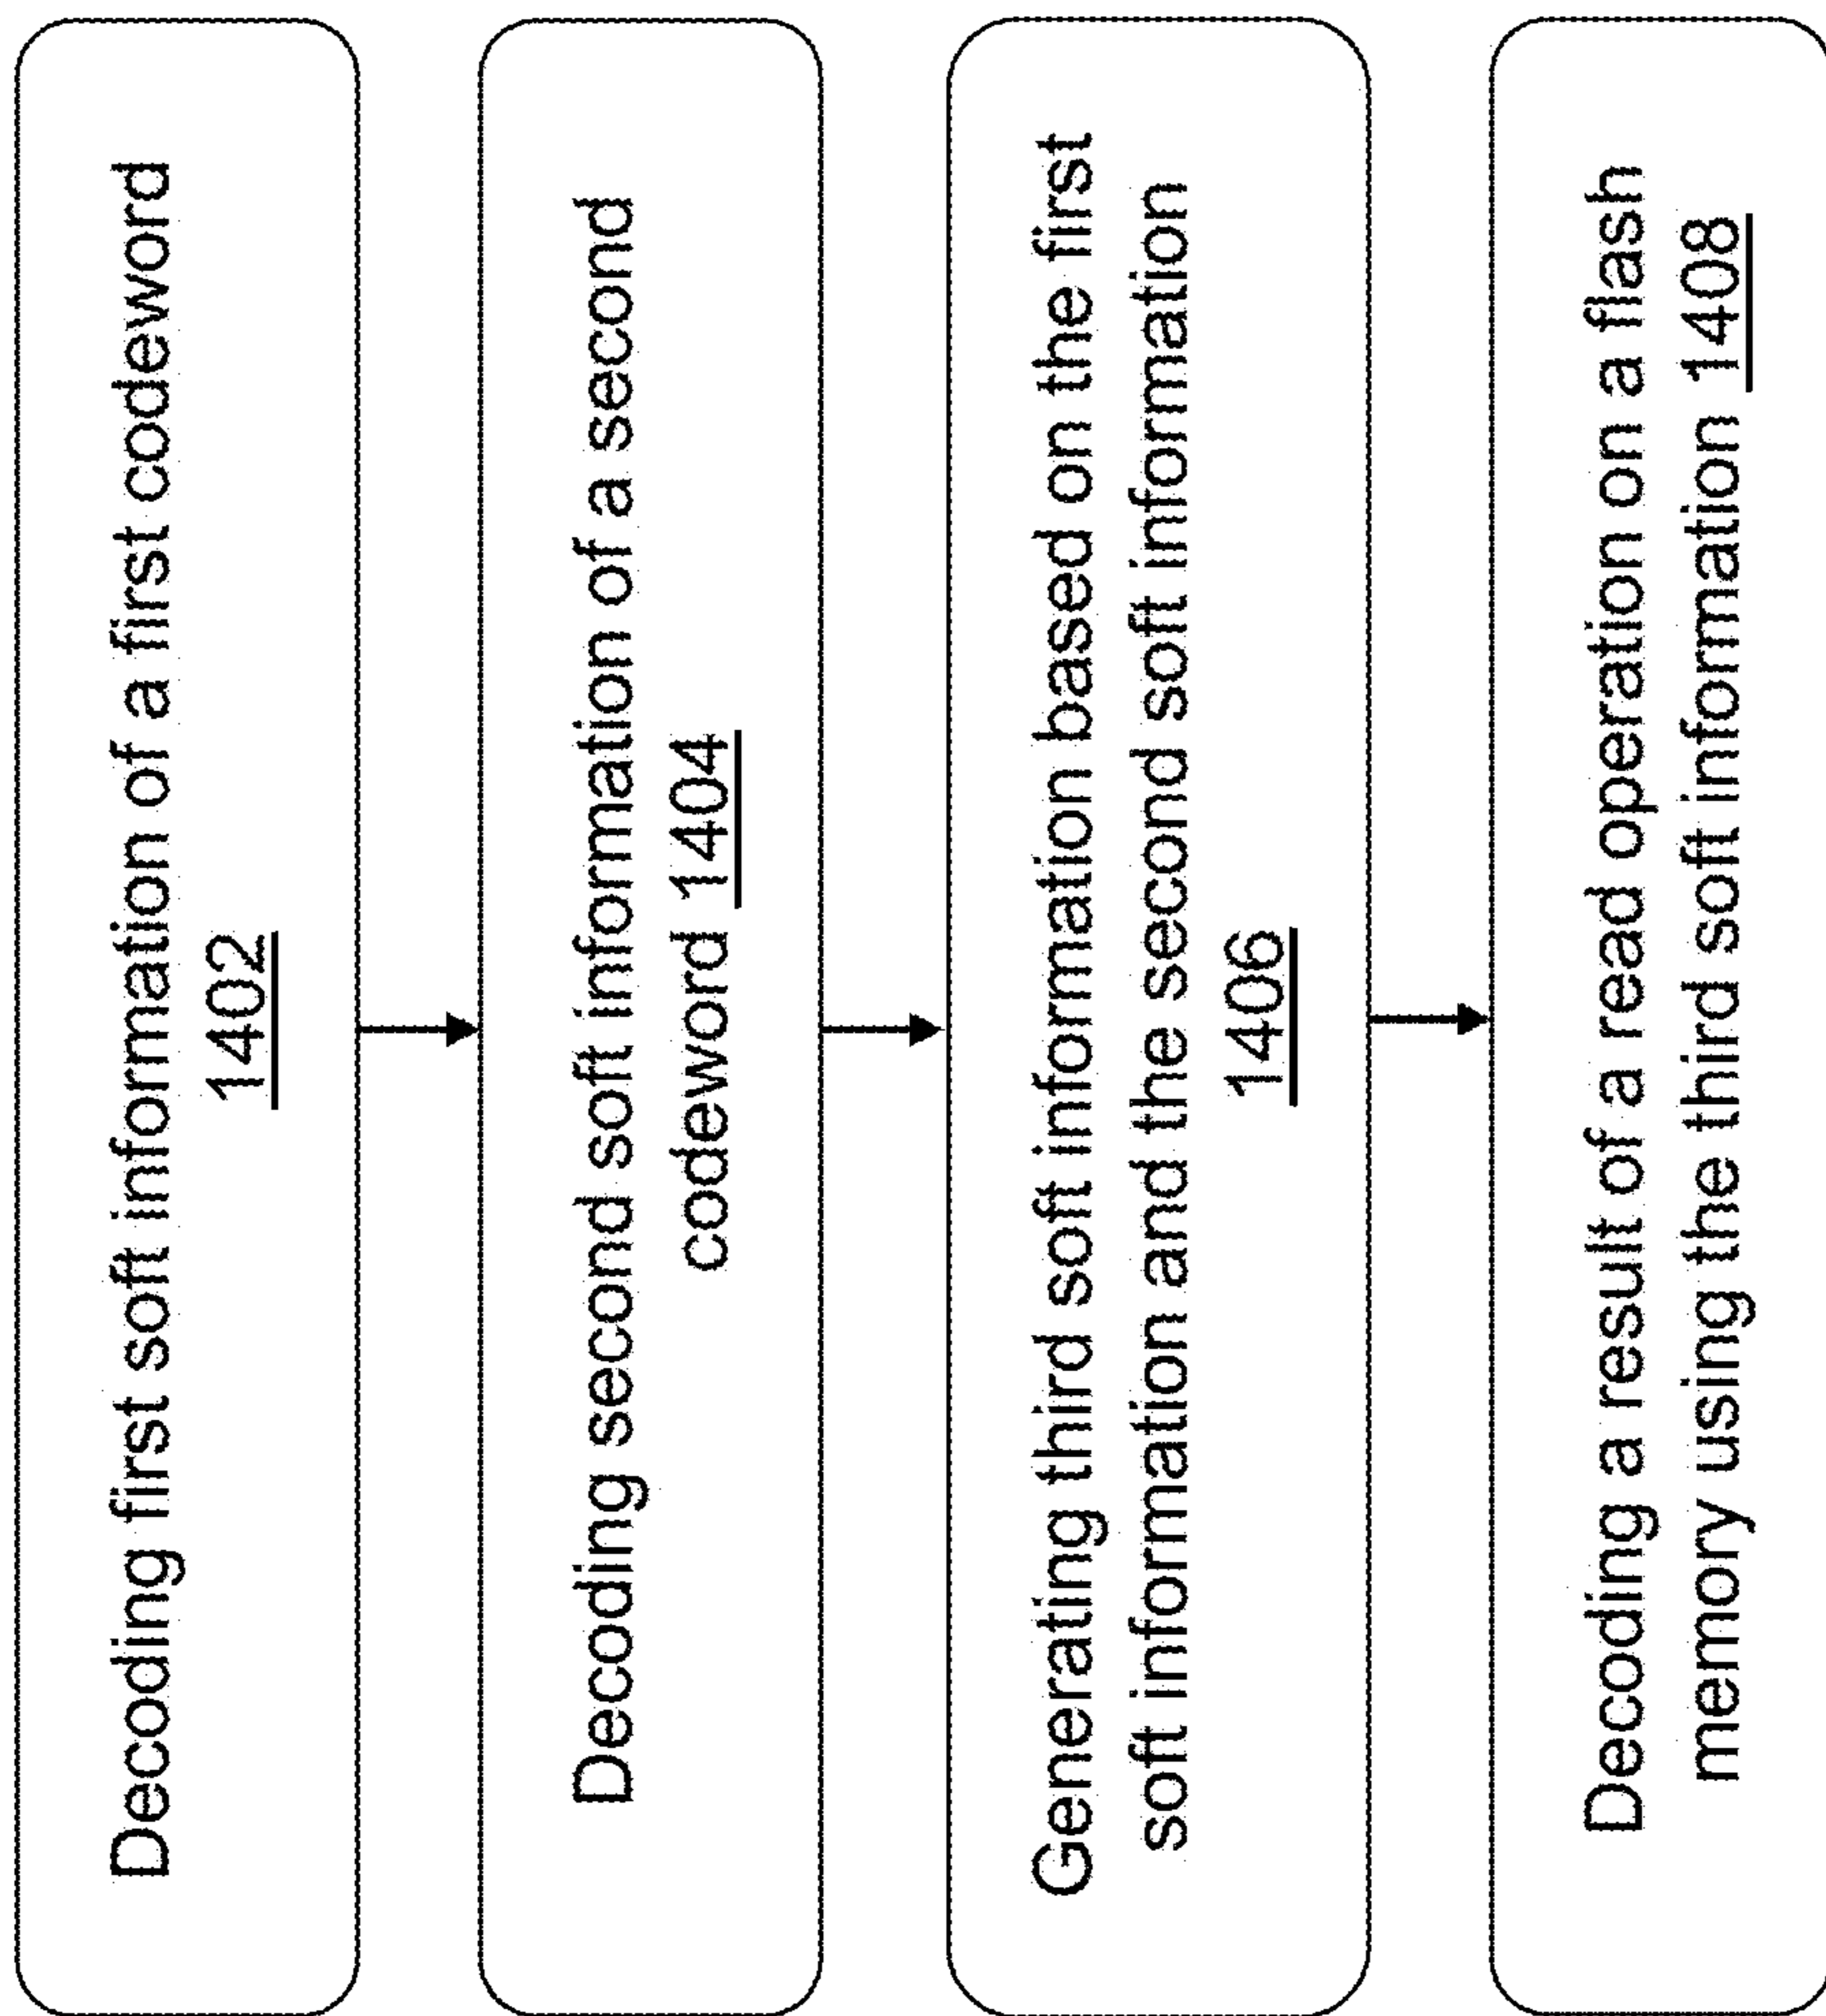 Decoding first soft information of a first codeword
1402
Decoding second soft information of a second
codeword 1404
Generating third soft information based on the first
soft information and the second soft information
1406
Decoding a result of a read operation on a flash
memory using the third soft information 1408